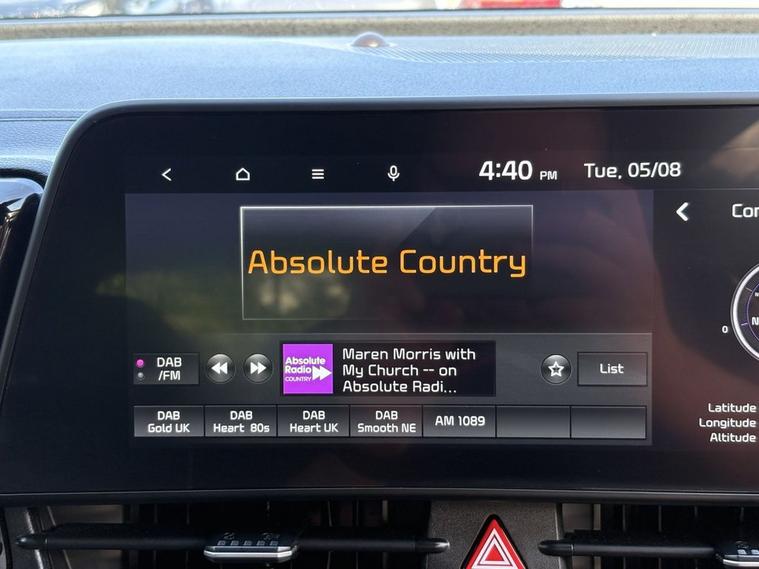 4:40 PM Tue, 05/08
Absolute Country
DAB
/FM
Absolute
Radio
COUNTRY
Maren Morris with
My Church -- on
Absolute Radi...
List
DAB
Gold UK
DAB
Heart 80s
DAB
Heart UK
DAB
Smooth NE
AM 1089
Cor
N
0
Latitude
Longitude
Altitude